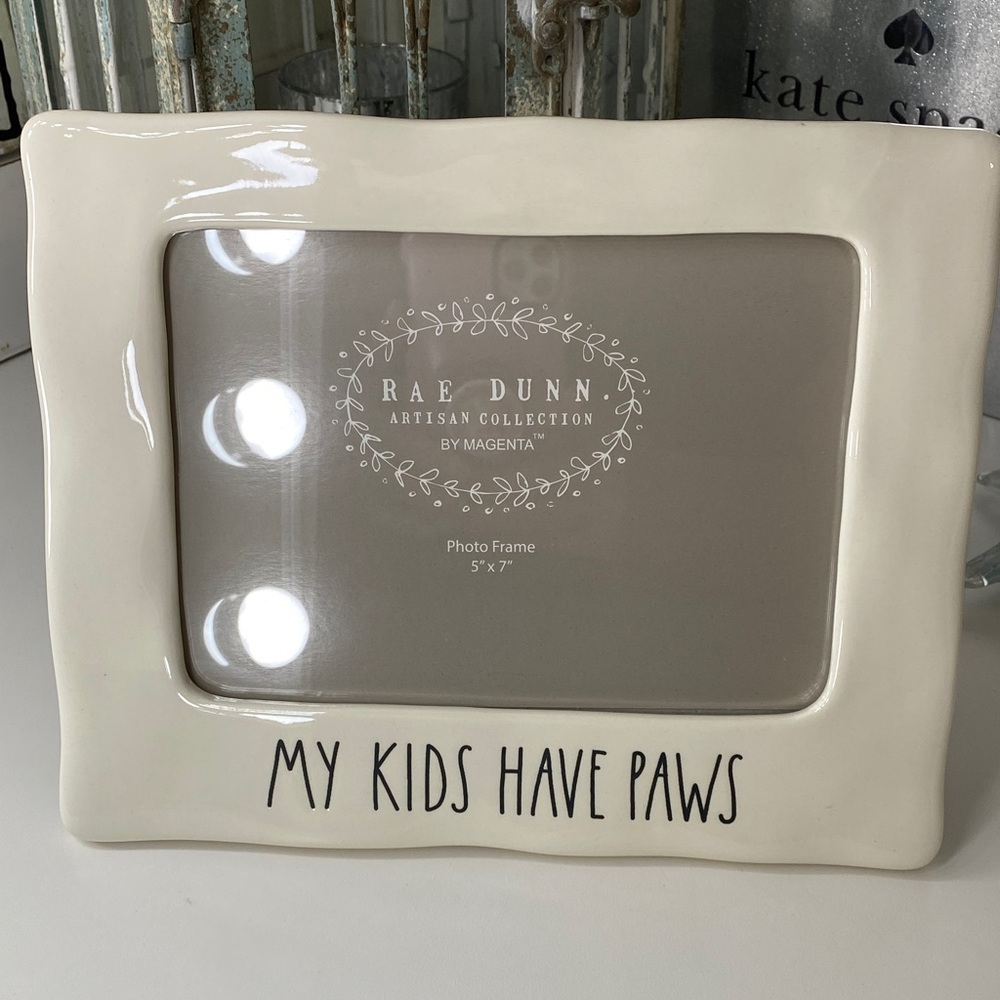 kate spa
RAE DUNN.
ARTISAN COLLECTION
BY MAGENTA™
Photo Frame
5" x 7"
MY KIDS HAVE PAWS